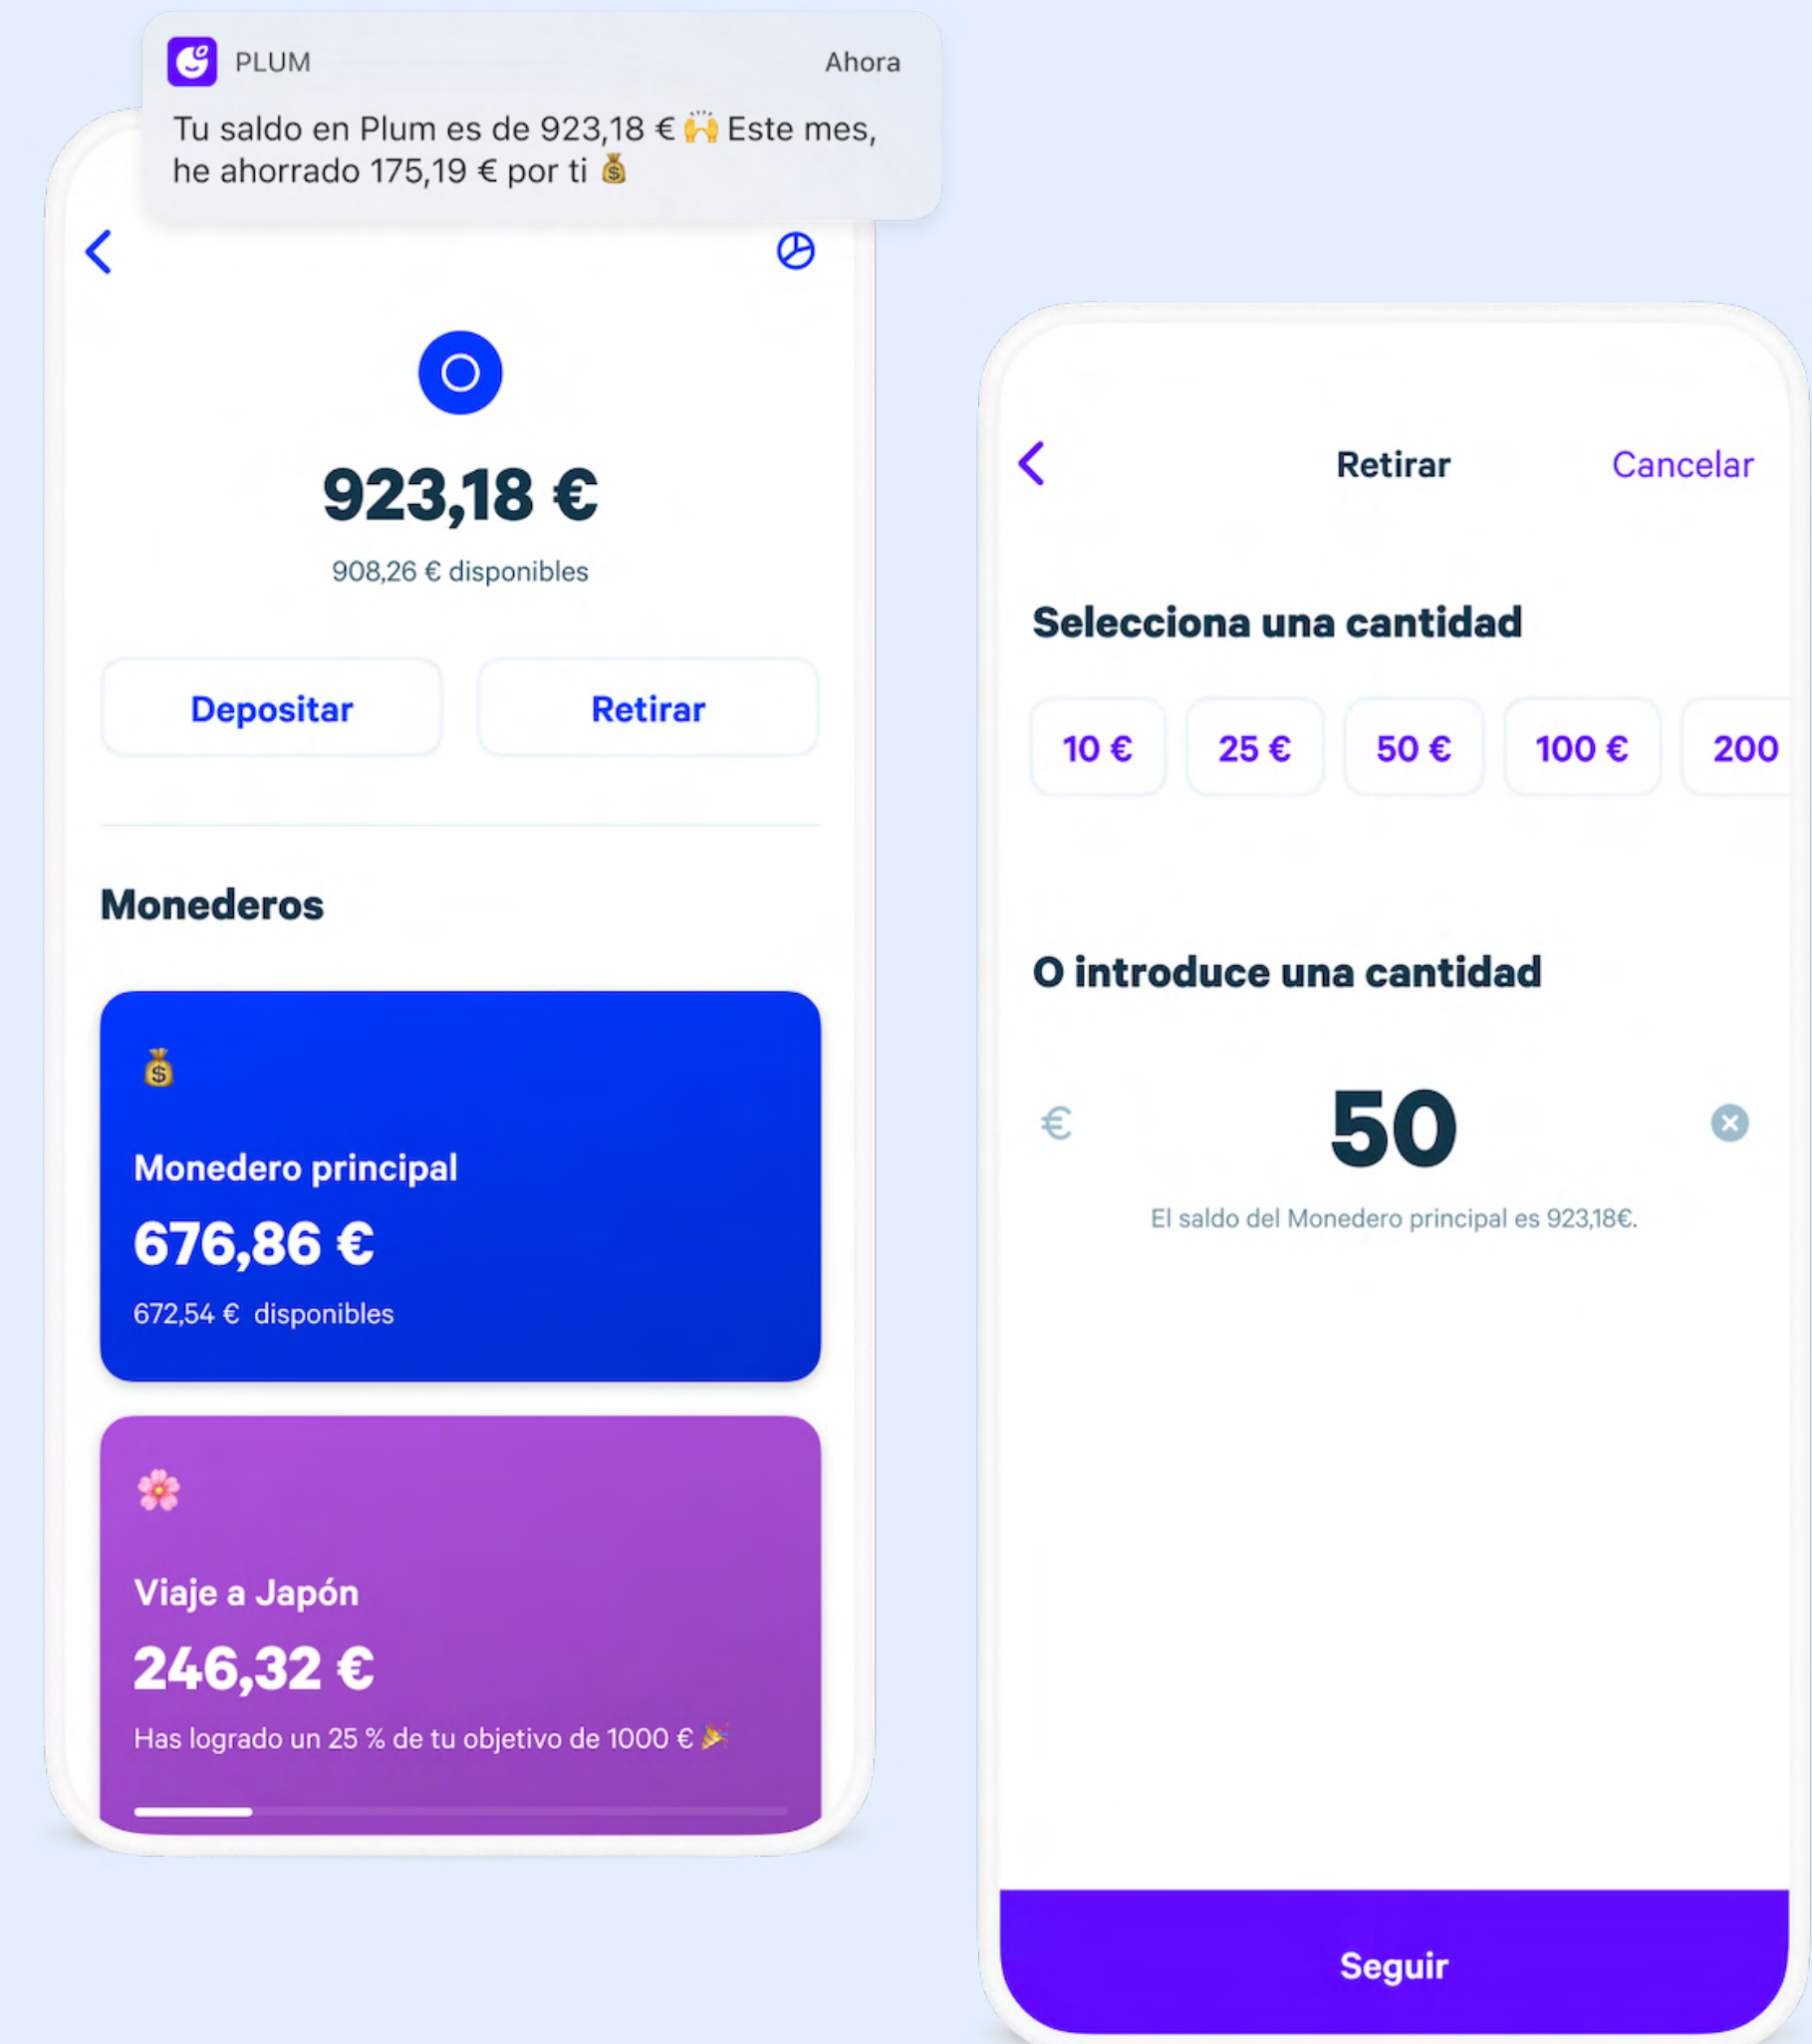 PLUM
Ahora
Tu saldo en Plum es de 923,18 € 🙌 Este mes,
he ahorrado 175,19 € por ti 💰
923,18 €
908,26 € disponibles
Depositar
Retirar
Monederos
Monedero principal
676,86 €
672,54 € disponibles
Viaje a Japón
246,32 €
Has logrado un 25 % de tu objetivo de 1000 € 🎉
Retirar
Cancelar
Selecciona una cantidad
10 €
25 €
50 €
100 €
200
O introduce una cantidad
€
50
El saldo del Monedero principal es 923,18€.
Seguir